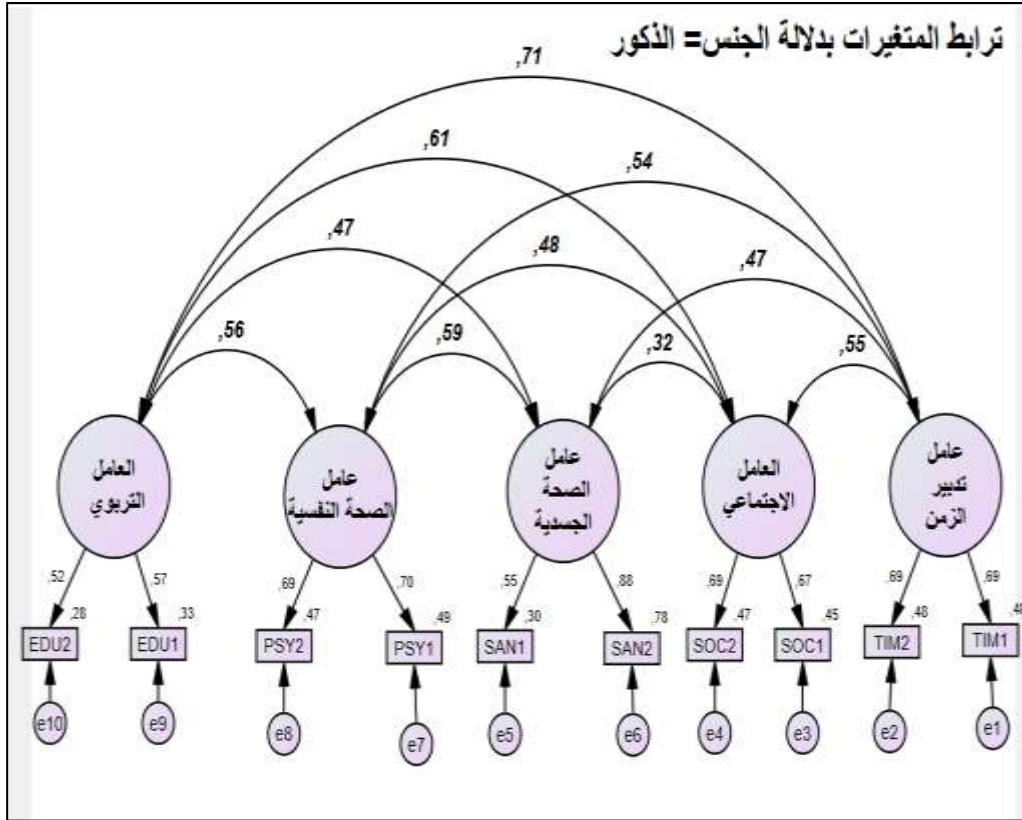 ترابط المتغيرات بدلالة الجنس= الذكور
,71
,61
,54
,47
,48
,47
,56
,59
,32
,55
العامل
التربوي
عامل
الصحة النفسية
عامل
الصحة
الجسدية
العامل
الاجتماعي
عامل
تدبير
الزمن
,52
,57
,69
,70
,55
,88
,69
,67
,69
,69
,28
,33
,47
,49
,30
,78
,47
,45
,48
EDU2
EDU1
PSY2
PSY1
SAN1
SAN2
SOC2
SOC1
TIM2
TIM1
e10
e9
e8
e7
e5
e6
e4
e3
e2
e1